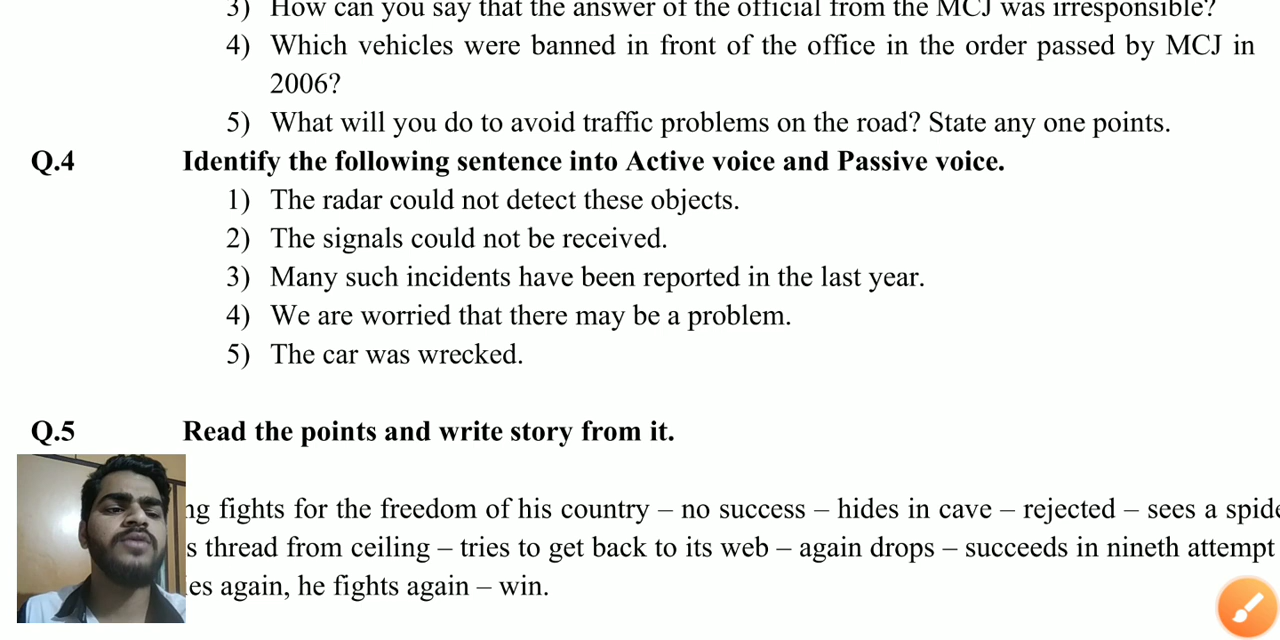 3) How can you say that the answer of the official from the MCJ was irresponsible?
4) Which vehicles were banned in front of the office in the order passed by MCJ in
2006?
5) What will you do to avoid traffic problems on the road? State any one points.
Q.4 Identify the following sentence into Active voice and Passive voice.
1) The radar could not detect these objects.
2) The signals could not be received.
3) Many such incidents have been reported in the last year.
4) We are worried that there may be a problem.
5) The car was wrecked.
Q.5 Read the points and write story from it.
fights for the freedom of his country – no success – hides in cave – rejected – sees a
thread from ceiling – tries to get back to its web – again drops – succeeds in nineth attempt
again, he fights again – win.